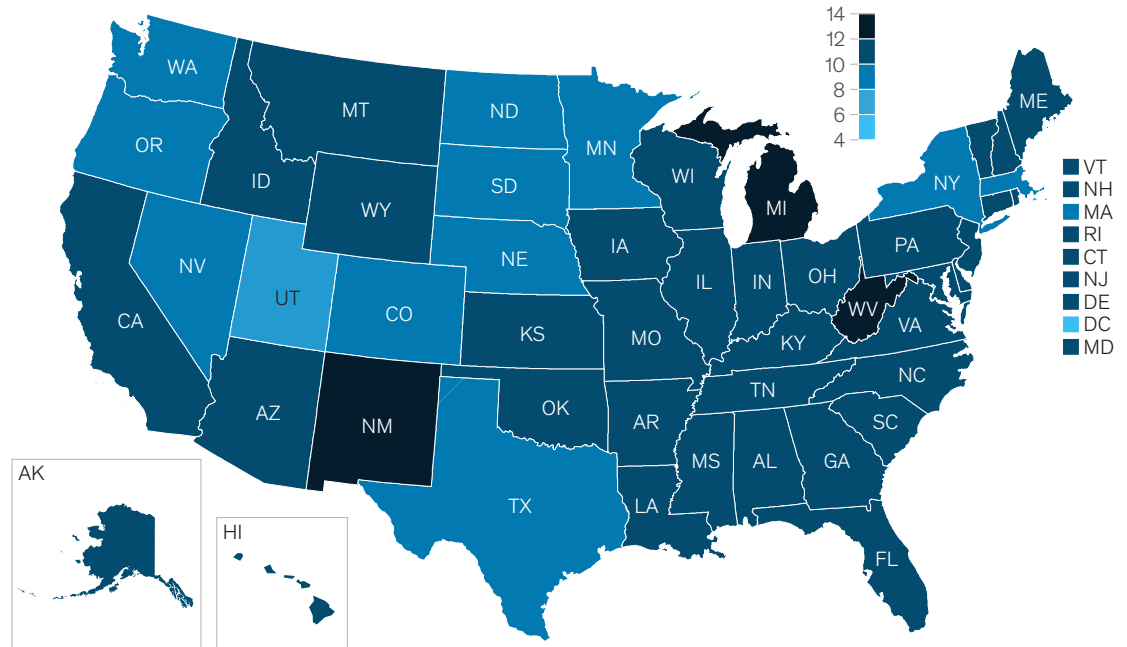 14
12
10
8
6
4
WA
MT
ND
MN
ME
OR
ID
SD
WI
NY
VT
NH
MA
RI
CT
NJ
DE
DC
MD
WY
MI
IA
PA
NV
NE
UT
CO
IL
IN
OH
WV
VA
CA
KS
MO
KY
NC
AZ
NM
OK
TN
AR
SC
MS
AL
GA
TX
LA
FL
AK
HI